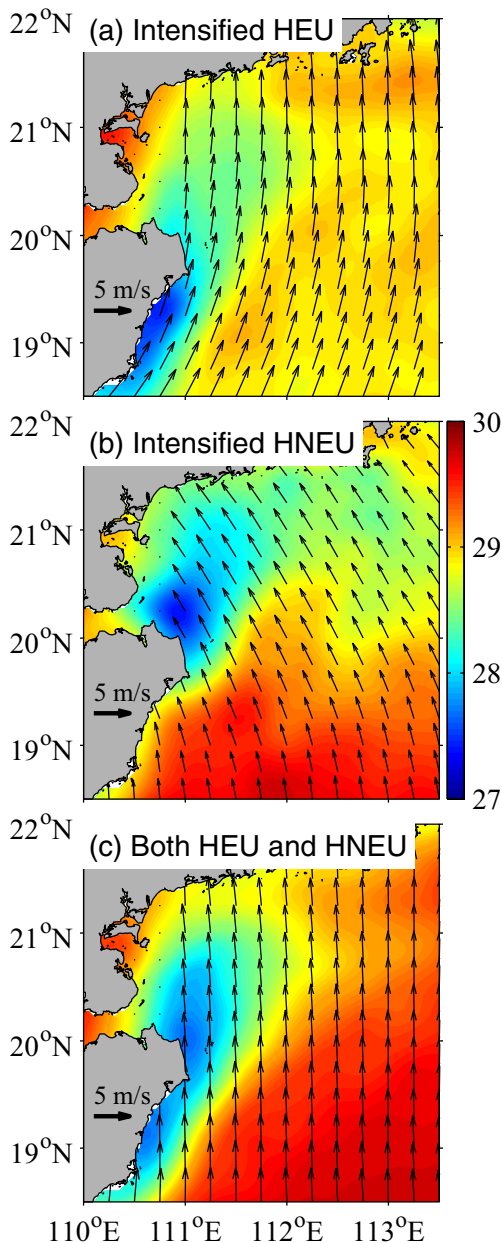 22°N
(a) Intensified HEU
21°N
20°N
5 m/s
19°N
22°N
(b) Intensified HNEU
30
21°N
29
20°N
28
5 m/s
19°N
27
22°N
(c) Both HEU and HNEU
21°N
20°N
5 m/s
19°N
110°E 111°E 112°E 113°E